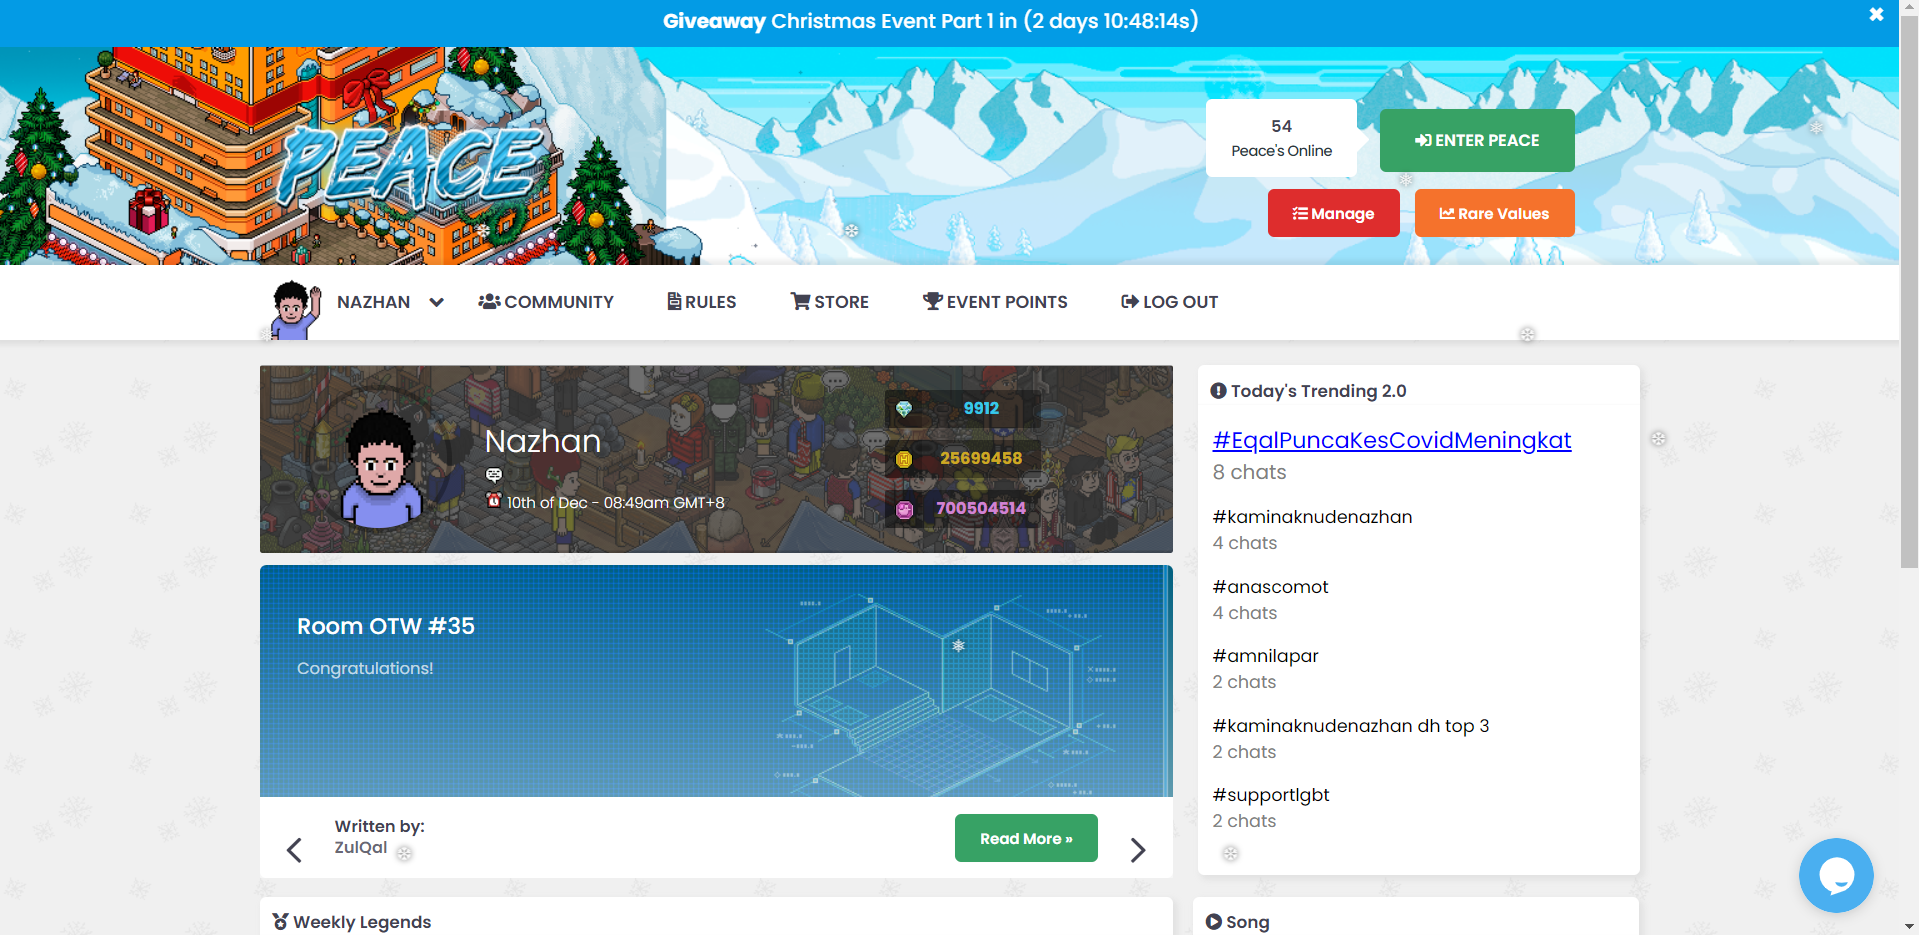 Giveaway Christmas Event Part 1 in (2 days 10:48:14s)
PEACE
54
Peace's Online
ENTER PEACE
Manage
Rare Values
NAZHAN
COMMUNITY
RULES
STORE
EVENT POINTS
LOG OUT
Nazhan
10th of Dec - 08:49am GMT+8
9912
25699458
700504514
Room OTW #35
Congratulations!
Written by:
ZulQal
Read More »
Weekly Legends
Today's Trending 2.0
#EqalPuncaKesCovidMeningkat
8 chats
#kaminaknudenazhan
4 chats
#anascomot
4 chats
#amnilapar
2 chats
#kaminaknudenazhan dh top 3
2 chats
#supportlgbt
2 chats
Song